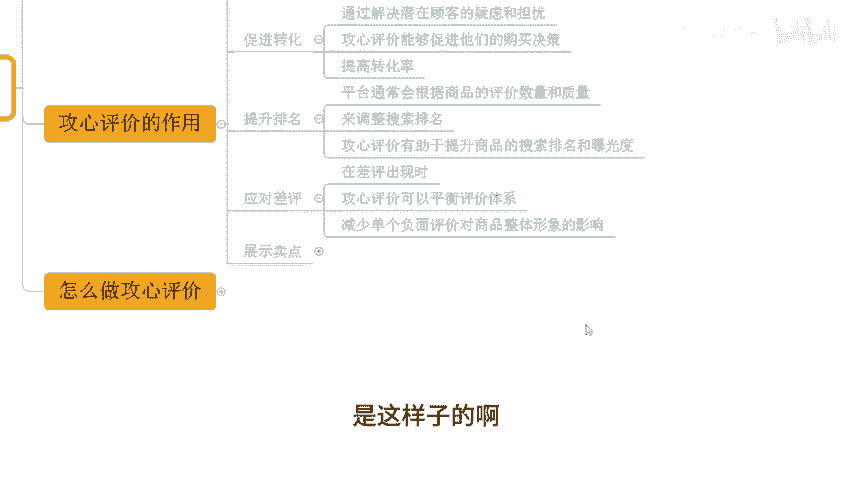 通过解决潜在顾客的疑虑和担忧
促进转化
攻心评价能够促进他们的购买决策
提高转化率
平台通常会根据商品的评价数量和质量
攻心评价的作用
提升排名
来调整搜索排名
攻心评价有助于提升商品的搜索排名和曝光度
在差评出现时
应对差评
攻心评价可以平衡评价体系
减少单个负面评价对商品整体形象的影响
展示卖点
怎么做攻心评价
是这样子的啊
bilibili